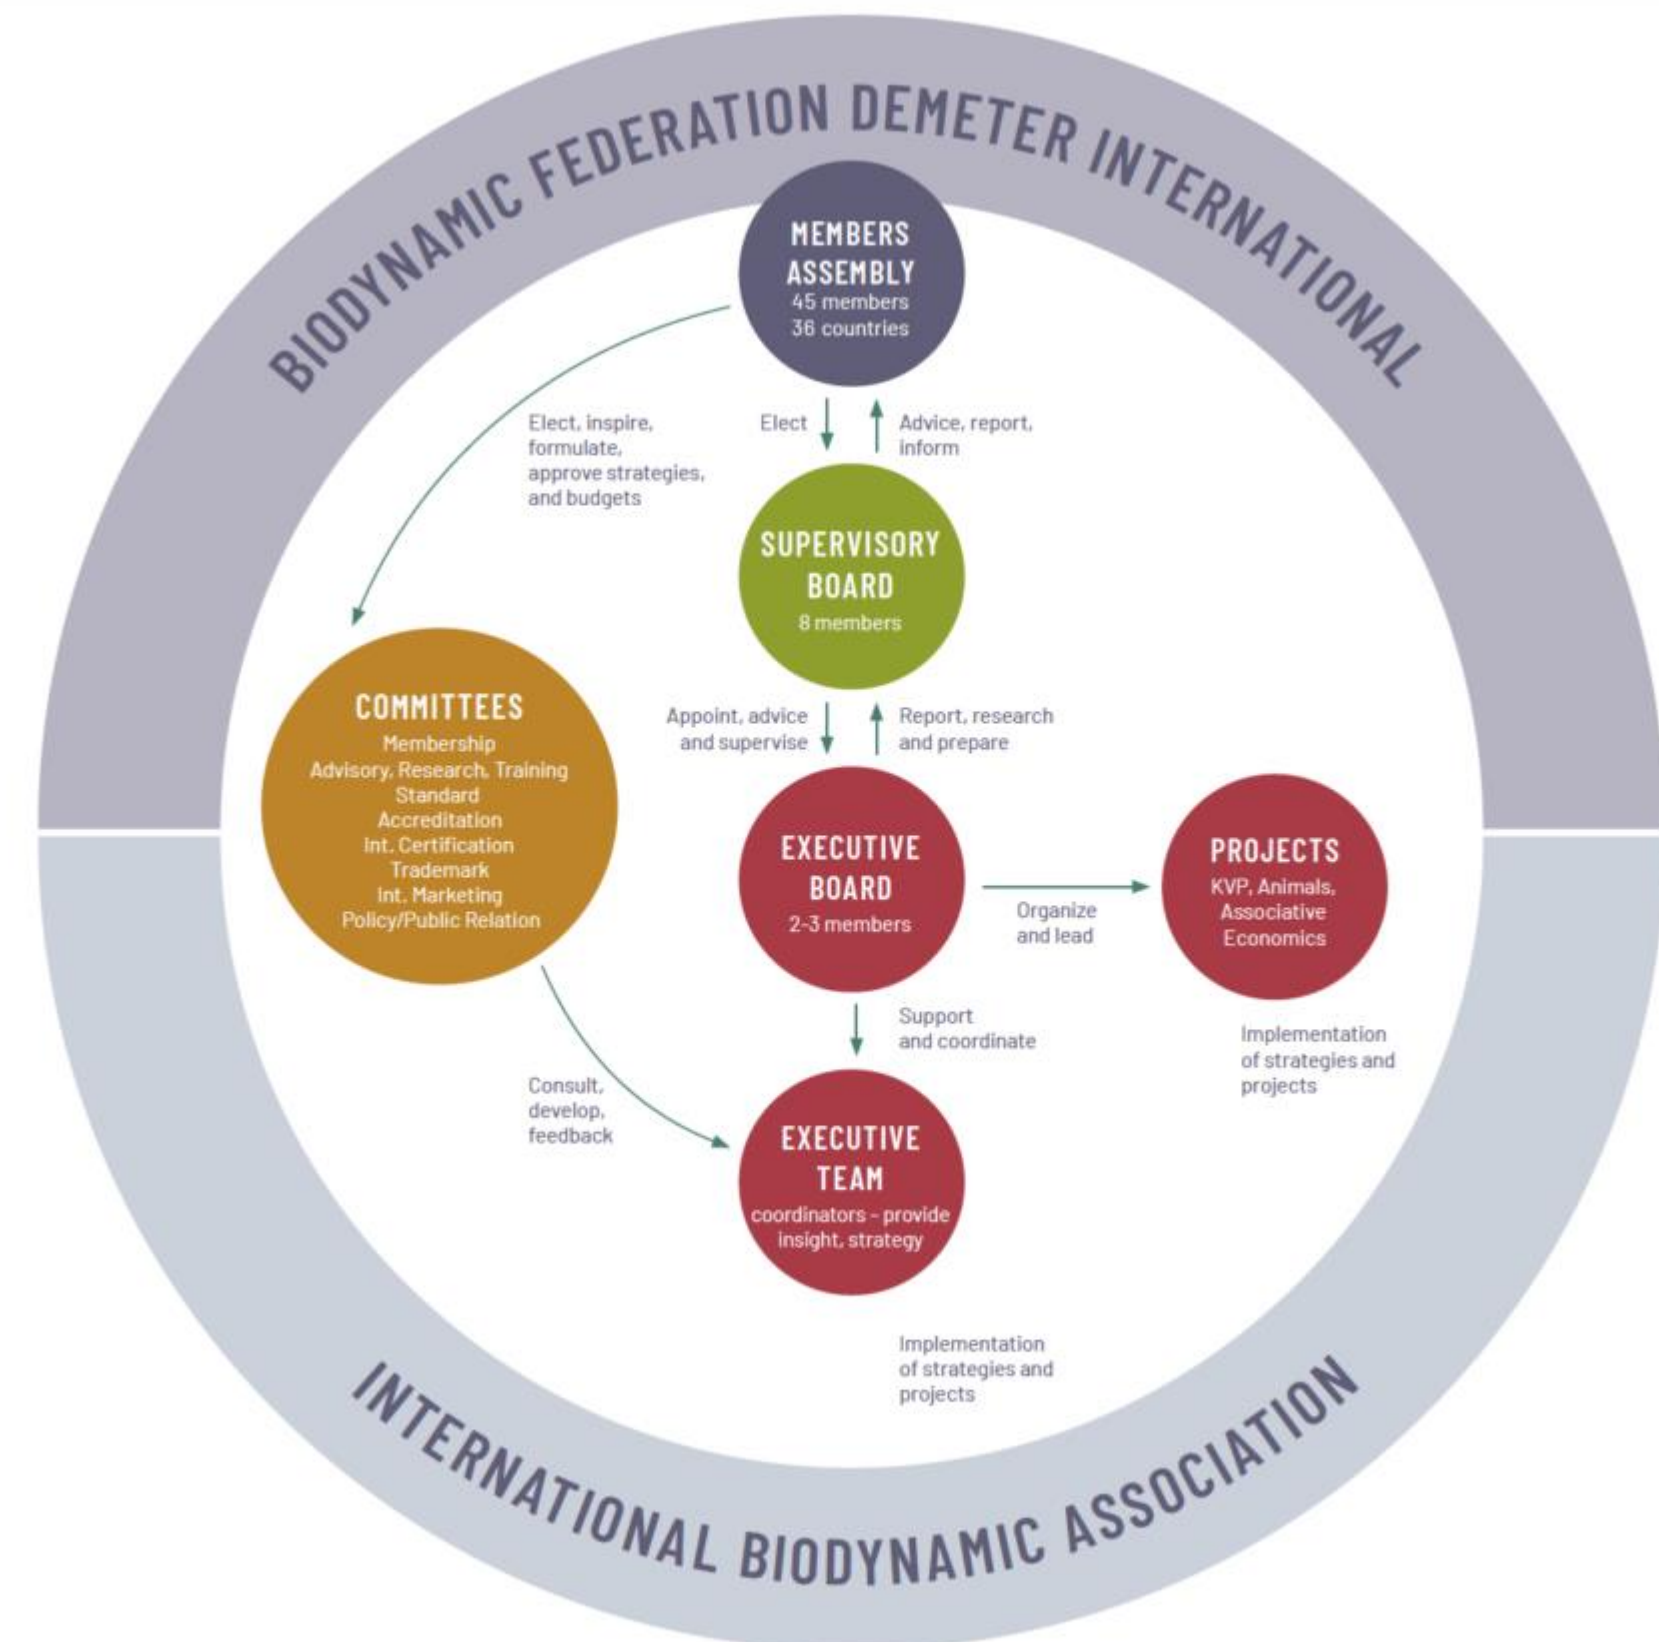 BIODYNAMIC FEDERATION DEMETER INTERNATIONAL
MEMBERS
ASSEMBLY
45 members
36 countries
Elect, inspire,
formulate,
approve strategies,
and budgets
Elect
Advice, report,
inform
SUPERVISORY
BOARD
8 members
COMMITTEES
Membership
Advisory, Research, Training
Standard
Accreditation
Int. Certification
Trademark
Int. Marketing
Policy/Public Relation
Appoint, advice
and supervise
Report, research
and prepare
EXECUTIVE
BOARD
2-3 members
Organize
and lead
PROJECTS
KVP, Animals,
Associative
Economics
Implementation
of strategies and
projects
Support
and coordinate
Consult,
develop,
feedback
EXECUTIVE
TEAM
coordinators - provide
insight, strategy
Implementation
of strategies and
projects
INTERNATIONAL BIODYNAMIC ASSOCIATION